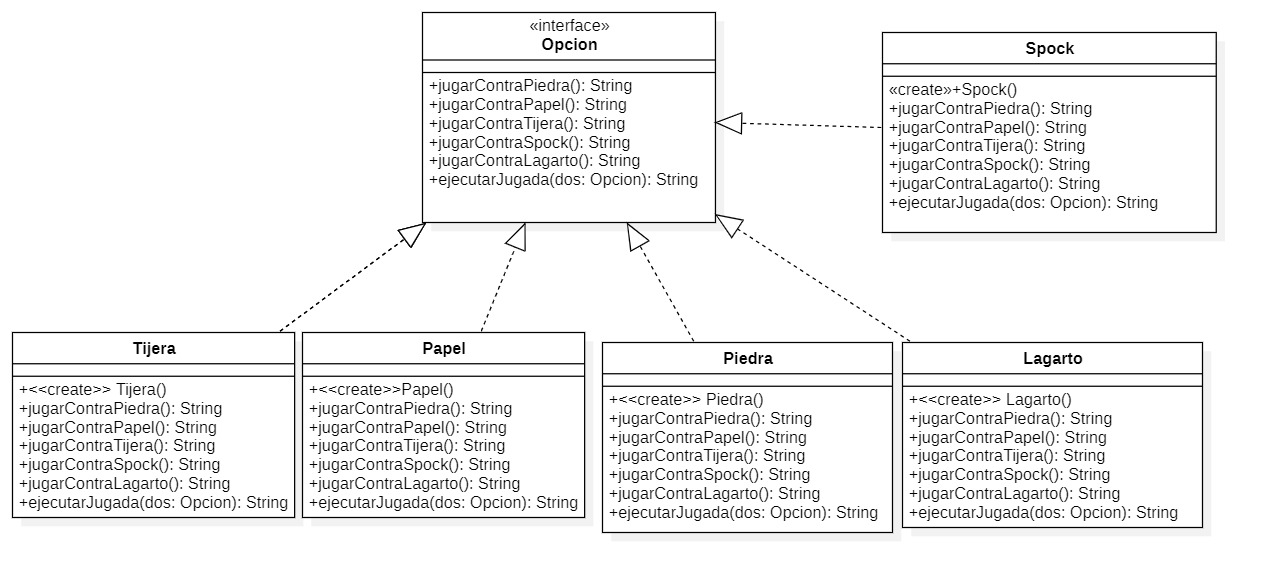 «interface»
Opcion
+jugarContraPiedra(): String
+jugarContraPapel(): String
+jugarContraTijera(): String
+jugarContraSpock(): String
+jugarContraLagarto(): String
+ejecutarJugada(dos: Opcion): String
Spock
«create»+Spock()
+jugarContraPiedra(): String
+jugarContraPapel(): String
+jugarContraTijera(): String
+jugarContraSpock(): String
+jugarContraLagarto(): String
+ejecutarJugada(dos: Opcion): String
Tijera
+<<create>> Tijera()
+jugarContraPiedra(): String
+jugarContraPapel(): String
+jugarContraTijera(): String
+jugarContraSpock(): String
+jugarContraLagarto(): String
+ejecutarJugada(dos: Opcion): String
Papel
+<<create>>Papel()
+jugarContraPiedra(): String
+jugarContraPapel(): String
+jugarContraTijera(): String
+jugarContraSpock(): String
+jugarContraLagarto(): String
+ejecutarJugada(dos: Opcion): String
Piedra
+<<create>> Piedra()
+jugarContraPiedra(): String
+jugarContraPapel(): String
+jugarContraTijera(): String
+jugarContraSpock(): String
+jugarContraLagarto(): String
+ejecutarJugada(dos: Opcion): String
Lagarto
+<<create>> Lagarto()
+jugarContraPiedra(): String
+jugarContraPapel(): String
+jugarContraTijera(): String
+jugarContraSpock(): String
+jugarContraLagarto(): String
+ejecutarJugada(dos: Opcion): String